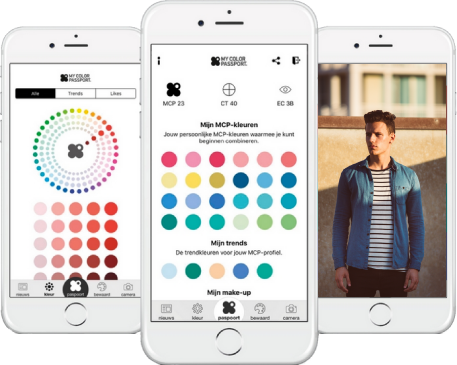 MY COLOR
PASSPORT.
Alle
Trends
Likes
nieuws
kleur
paspoort
bewaard
camera
MY COLOR
PASSPORT.
MCP 23
CT 40
EC 3B
Mijn MCP-kleuren
Jouw persoonlijke MCP-kleuren waarmee je kunt
beginnen combineren.
Mijn trends
De trendkleuren voor jouw MCP-profiel.
Mijn make-up
nieuws
kleur
paspoort
bewaard
camera